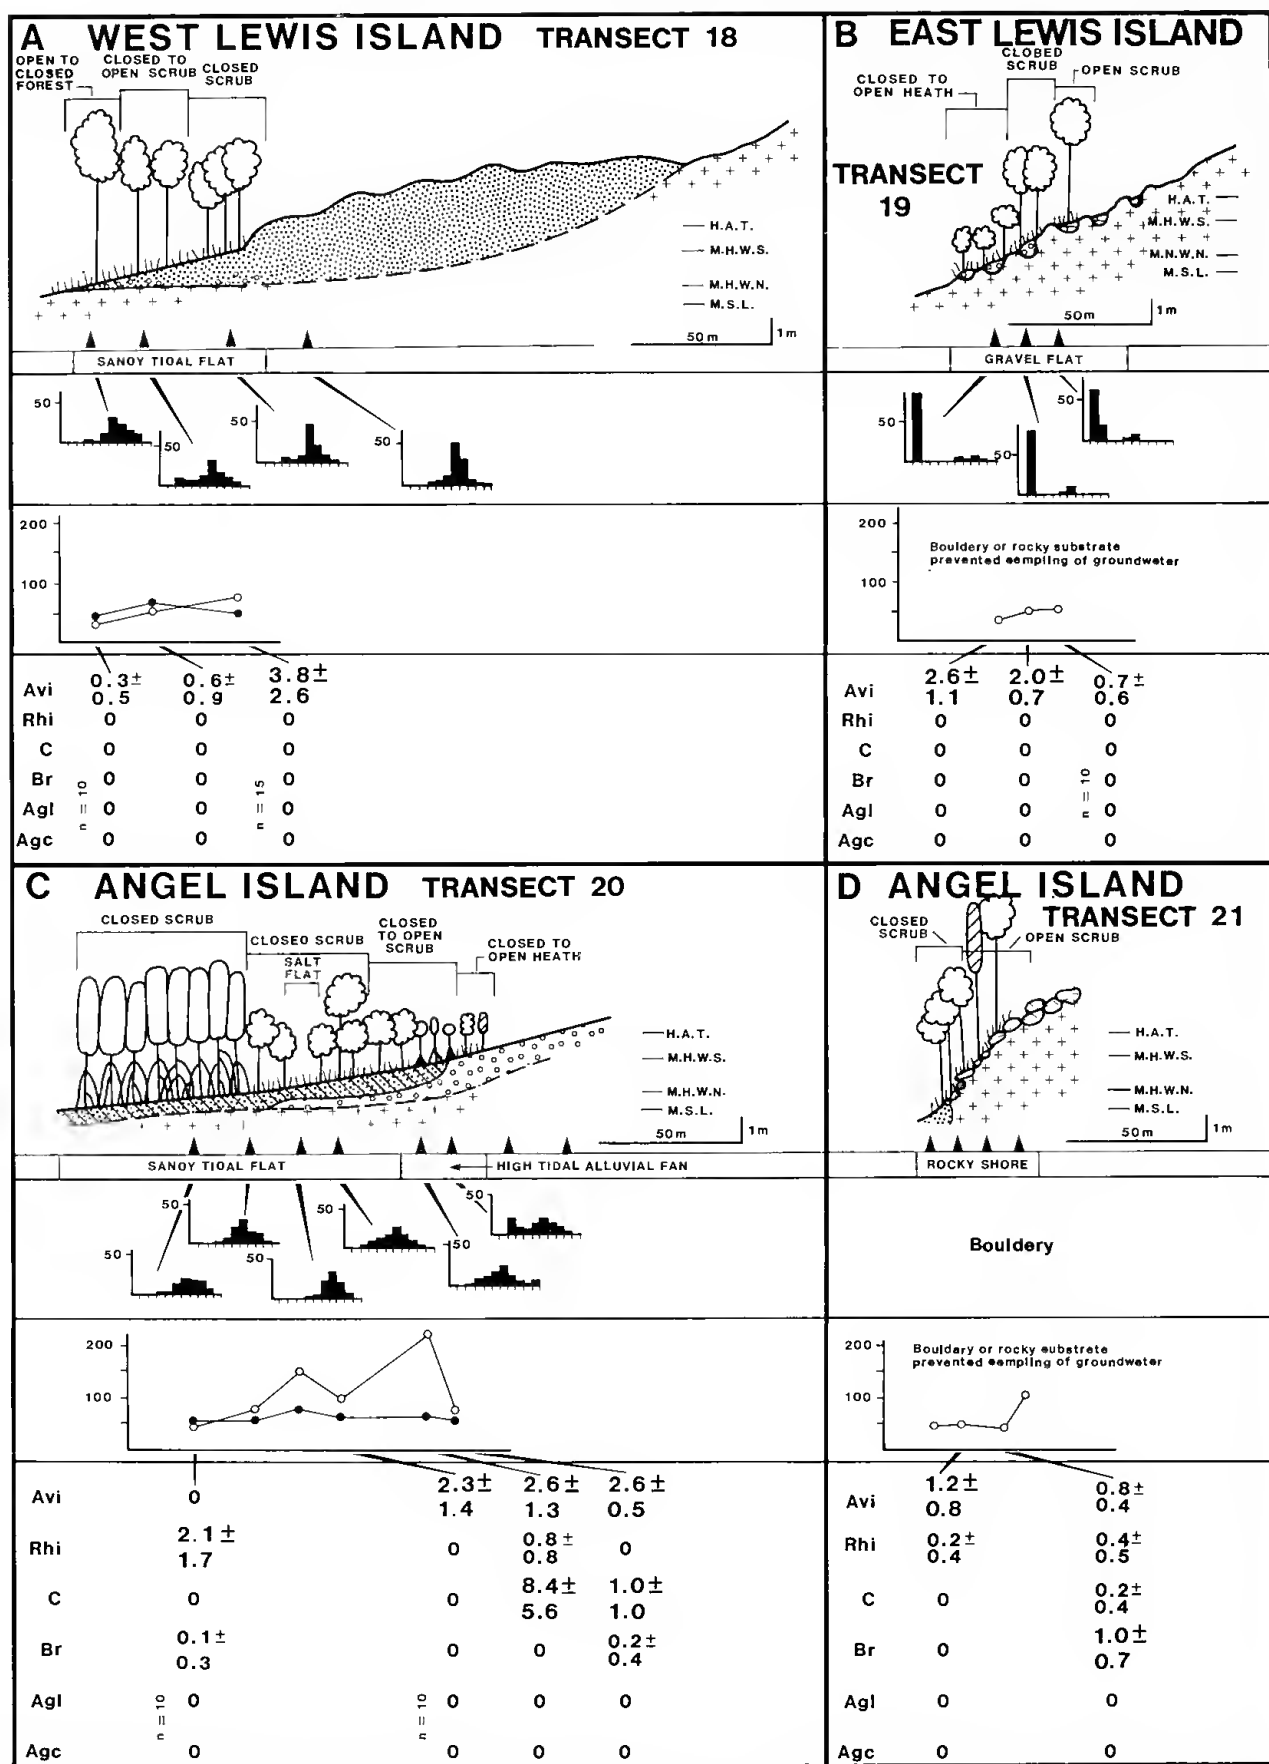 A WEST LEWIS ISLAND TRANSECT 18
OPEN TO
CLOSED
FOREST
CLOSED TO
OPEN SCRUB
CLOSED
SCRUB
H.A.T.
M.H.W.S.
M.H.W.N.
M.S.L.
50m
1m
SANOY TIOAL FLAT
50
50
50
50
200
100
Avi 0.3± 0.6± 3.8±
0.5 0.9 2.6
Rhi 0 0 0
C 0 0 0
Br 0 0 0
Agl 0 0 0
Agc 0 0 0
n = 10
n = 15
B EAST LEWIS ISLAND
CLOBED
SCRUB
CLOSED TO
OPEN HEATH
OPEN SCRUB
TRANSECT
19
H.A.T.
M.H.W.S.
M.N.W.N.
M.S.L.
50m
1m
GRAVEL FLAT
50
50
50
200
100
Bouldery or rocky substrate
prevented sampling of groundwater
Avi 2.6± 2.0± 0.7±
1.1 0.7 0.6
Rhi 0 0 0
C 0 0 0
Br 0 0 0
Agl 0 0 0
Agc 0 0 0
n = 10
C ANGEL ISLAND TRANSECT 20
CLOSED SCRUB
CLOSEO SCRUB
SALT
FLAT
CLOSED
TO OPEN
SCRUB
CLOSED TO
OPEN HEATH
H.A.T.
M.H.W.S.
M.H.W.N.
M.S.L.
50m
1m
SANOY TIDAL FLAT
HIGH TIDAL ALLUVIAL FAN
50
50
50
50
50
50
200
100
Avi 0 2.3± 2.6± 2.6±
1.4 1.3 0.5
Rhi 2.1± 0 0.8± 0
1.7 0.8
C 0 0 8.4± 1.0±
5.6 1.0
Br 0.1± 0 0 0.2±
0.3 0.4
Agl 0 0 0 0
Agc 0 0 0 0
n = 10
n = 10
D ANGEL ISLAND
TRANSECT 21
CLOSED
SCRUB
OPEN SCRUB
H.A.T.
M.H.W.S.
M.H.W.N.
M.S.L.
50m
1m
ROCKY SHORE
Bouldery
200
100
Bouldary or rocky substrate
prevented sampling of groundwater
Avi 1.2± 0.8±
0.8 0.4
Rhi 0.2± 0.4±
0.4 0.5
C 0 0.2±
0.4
Br 0 1.0±
0.7
Agl 0 0
Agc 0 0